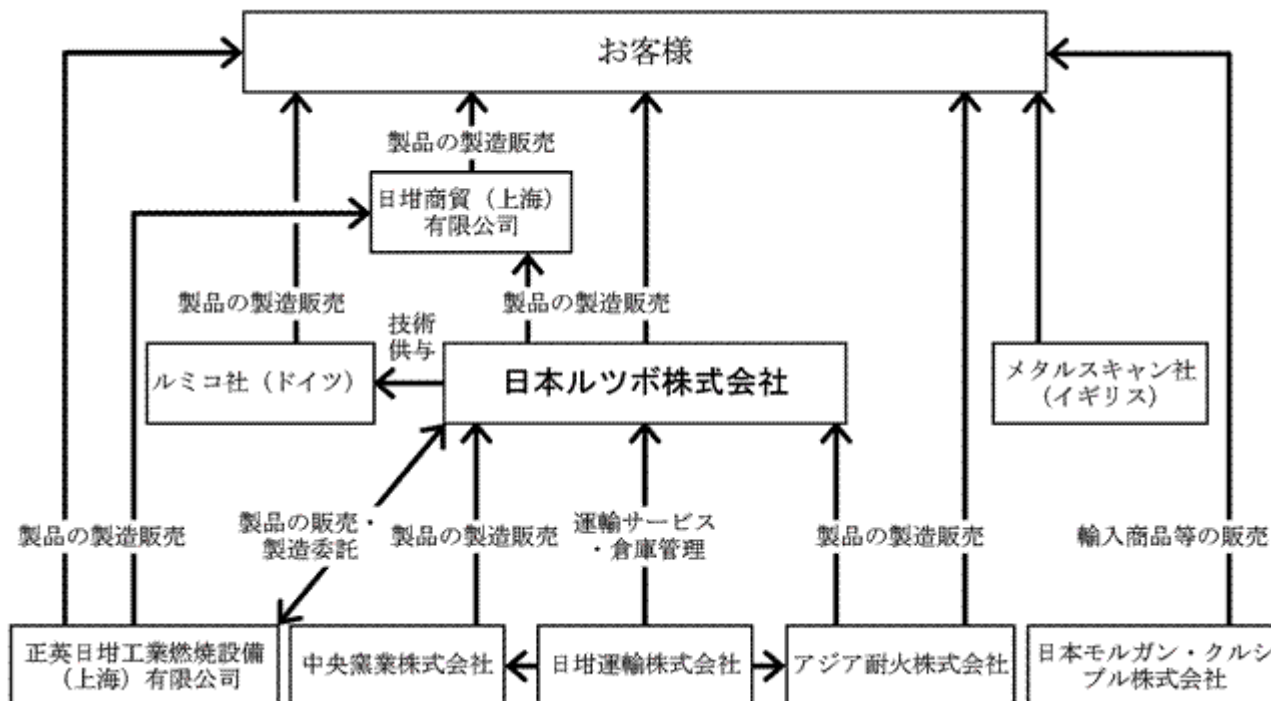 お客様
製品の製造販売
日坩商貿（上海）
有限公司
製品の製造販売
製品の製造販売
技術
供与
ルミコ社（ドイツ）
日本ルツボ株式会社
メタルスキャン社
（イギリス）
製品の製造販売
製品の販売・
製造委託
製品の製造販売
運輸サービス
・倉庫管理
製品の製造販売
輸入商品等の販売
正英日坩工業燃焼設備
（上海）有限公司
中央窯業株式会社
日坩運輸株式会社
アジア耐火株式会社
日本モルガン・クルシ
ブル株式会社